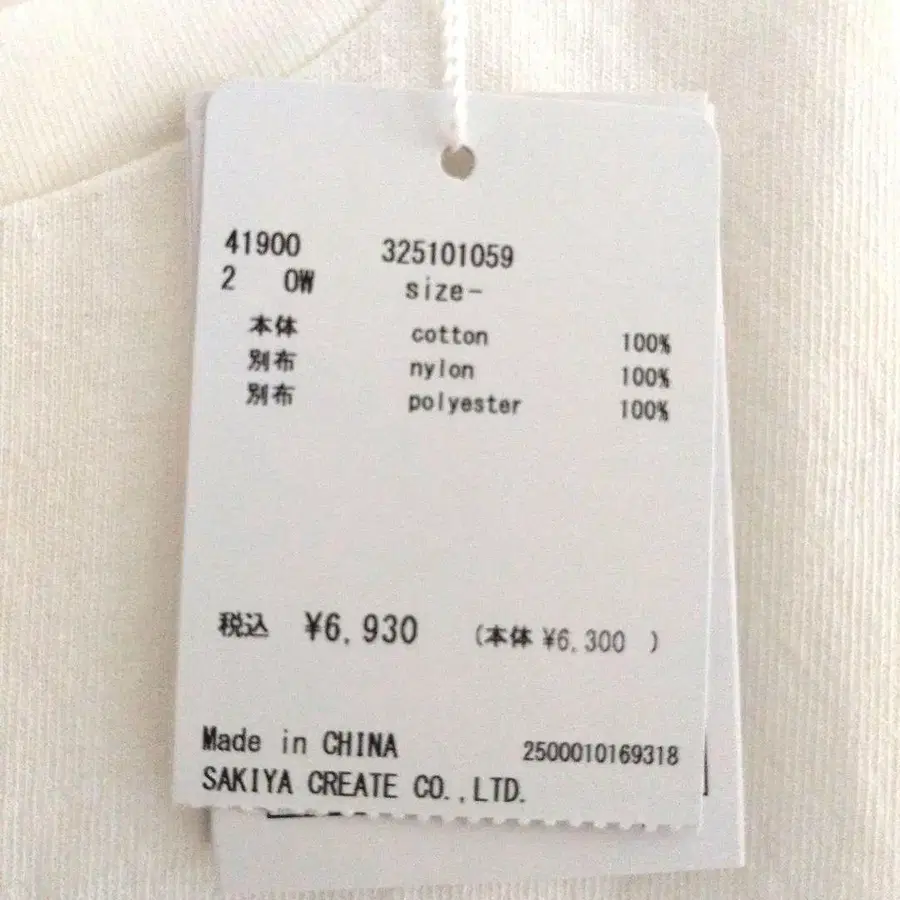 41900 325101059
2 OW size-
本体 cotton 100%
別布 nylon 100%
別布 polyester 100%
税込 ¥6,930 (本体 ¥6,300 )
Made in CHINA 2500010169318
SAKIYA CREATE CO.,LTD.